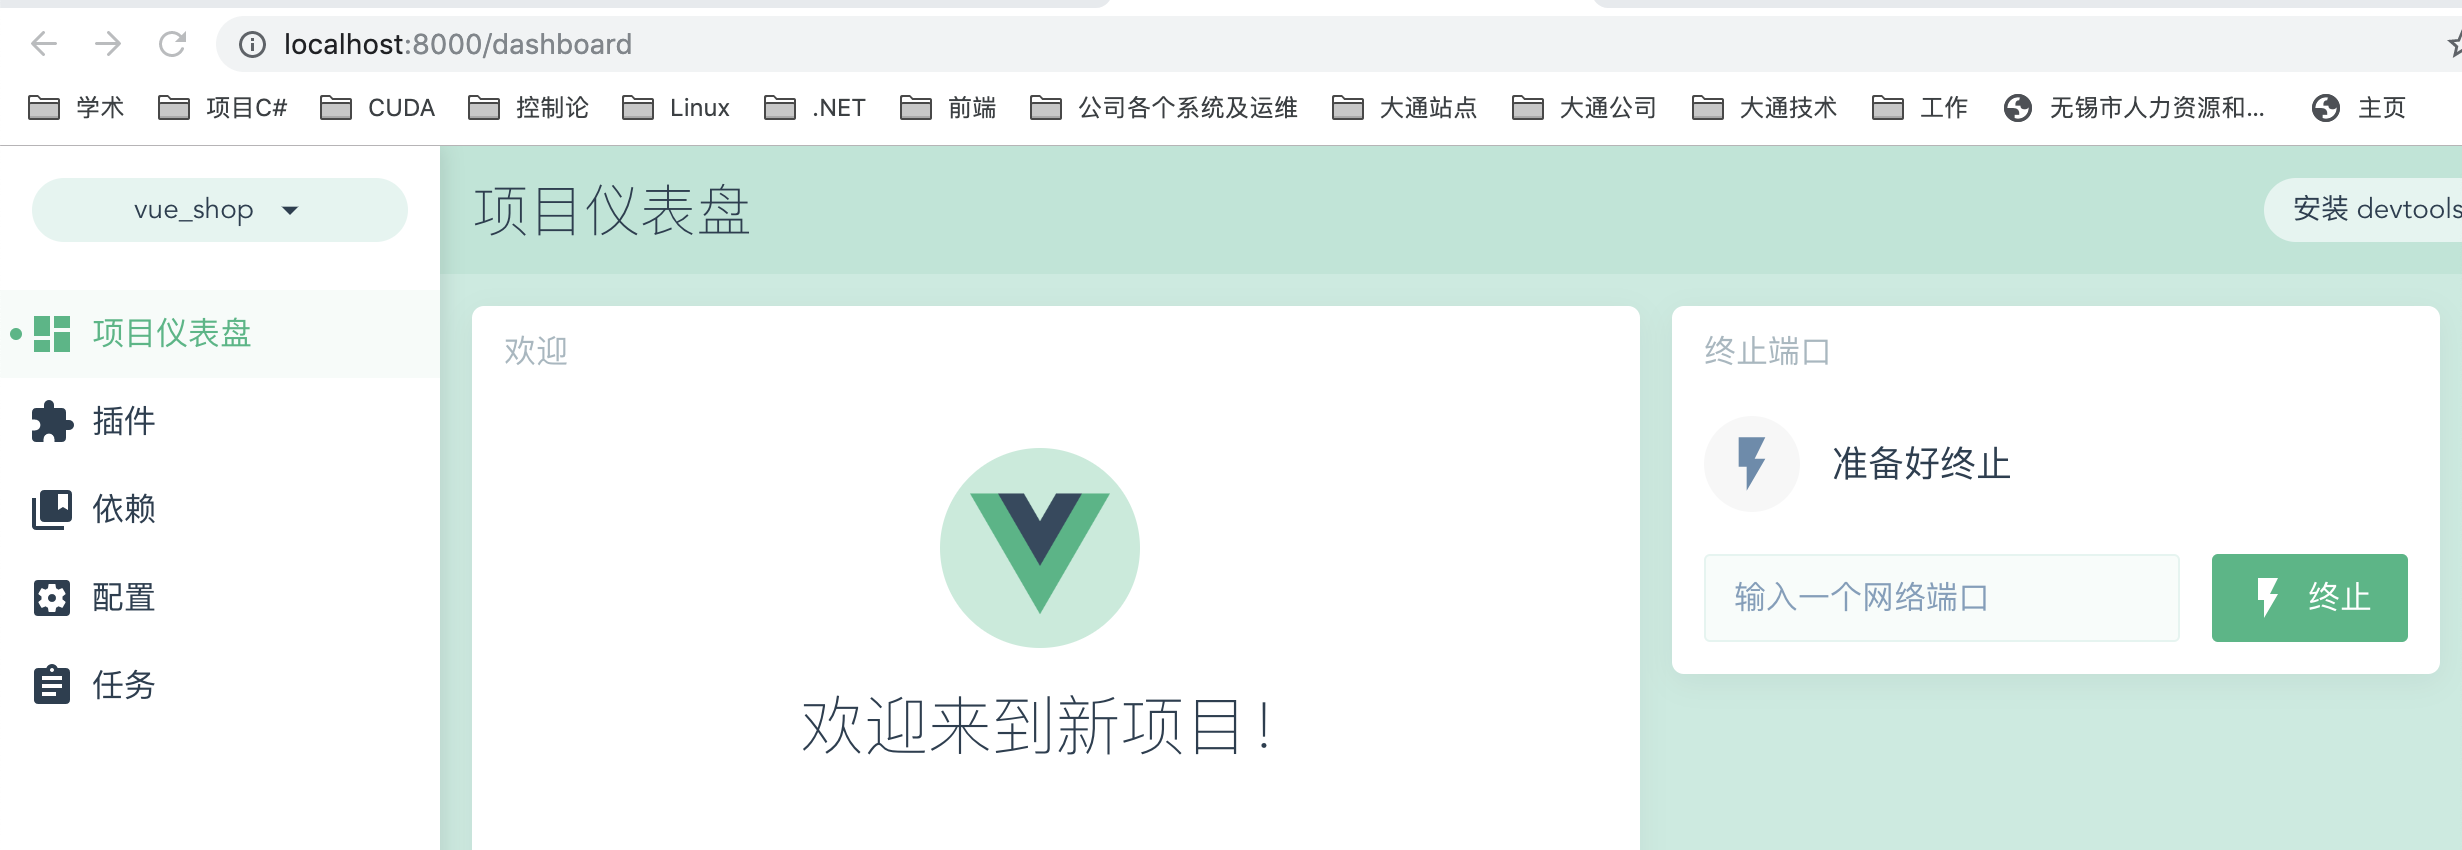 localhost:8000/dashboard
学术 项目C# CUDA 控制论 Linux .NET 前端 公司各个系统及运维 大通站点 大通公司 大通技术 工作 无锡市人力资源和... 主页
vue_shop
项目仪表盘
安装 devtools
项目仪表盘
插件
依赖
配置
任务
欢迎
欢迎来到新项目!
终止端口
准备好终止
输入一个网络端口
终止